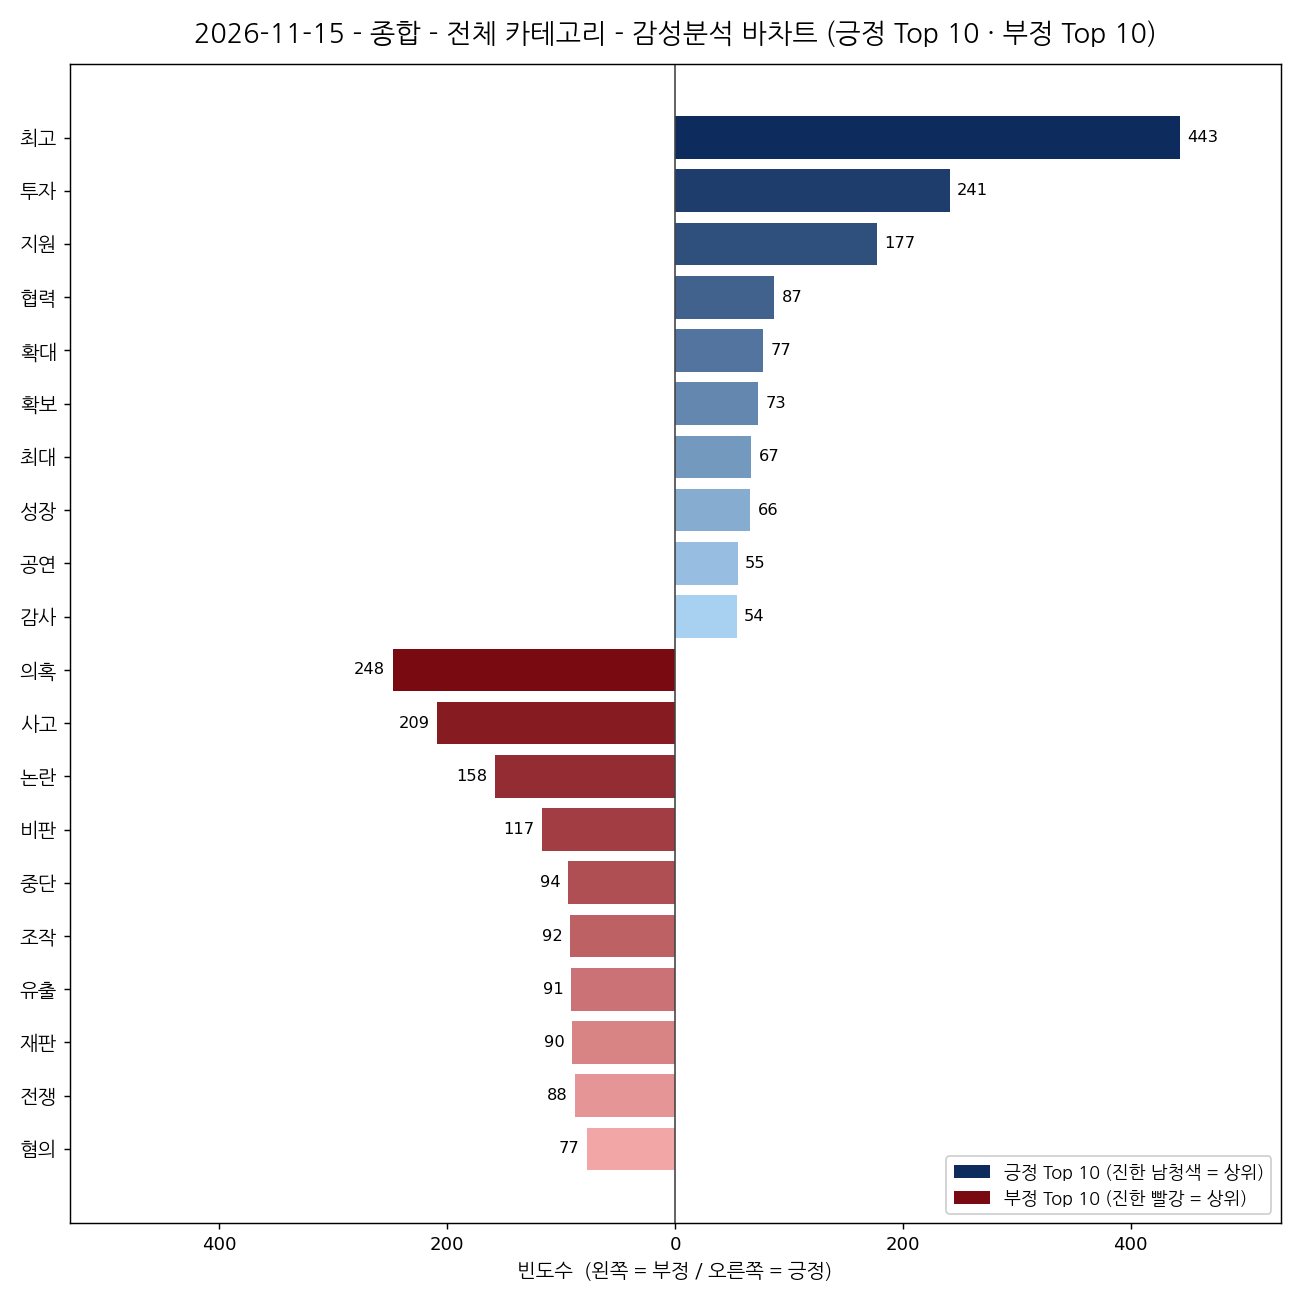 2026-11-15 - 종합 - 전체 카테고리 - 감성분석 바차트 (긍정 Top 10 · 부정 Top 10)
최고 443
투자 241
지원 177
협력 87
확대 77
확보 73
최대 67
성장 66
공연 55
감사 54
의혹 248
사고 209
논란 158
비판 117
중단 94
조작 92
유출 91
재판 90
전쟁 88
혐의 77
긍정 Top 10 (진한 남청색 = 상위)
부정 Top 10 (진한 빨강 = 상위)
400 200 0 200 400
빈도수 (왼쪽 = 부정 / 오른쪽 = 긍정)